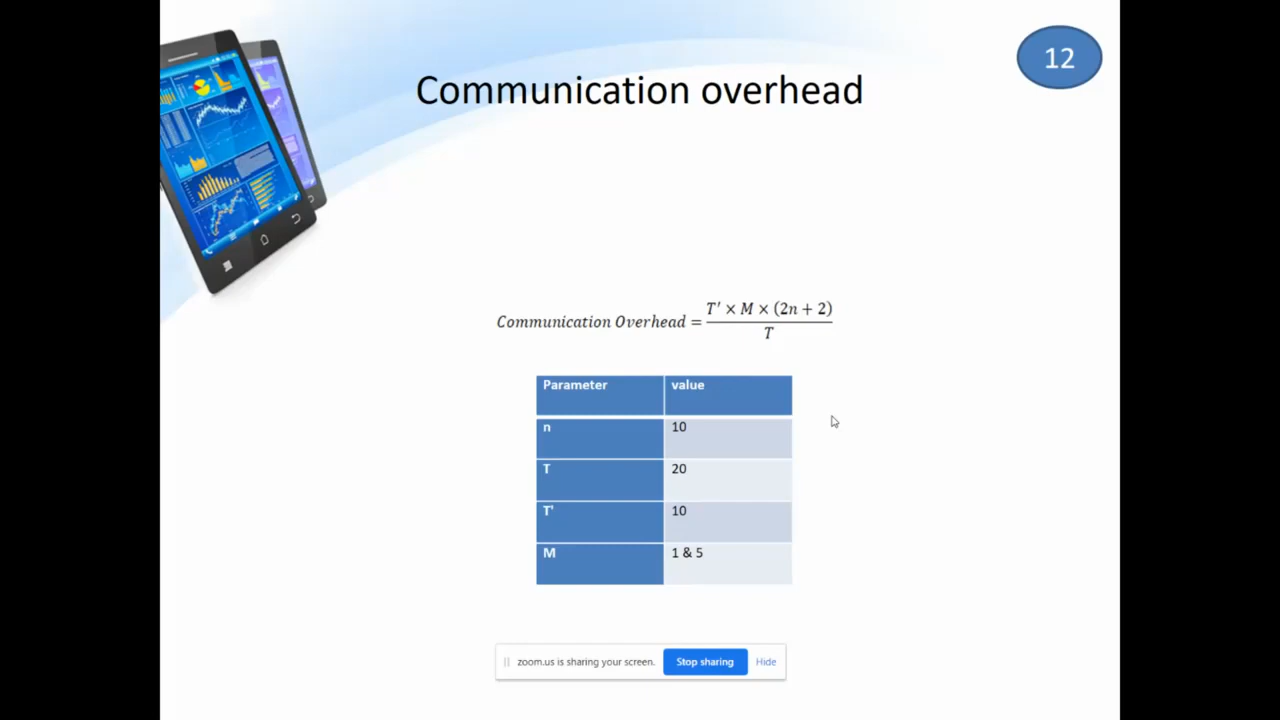 12
Communication overhead
Communication Overhead = T′ × M × (2n + 2) / T
Parameter value
n 10
T 20
T' 10
M 1 & 5
zoom.us is sharing your screen. Stop sharing Hide